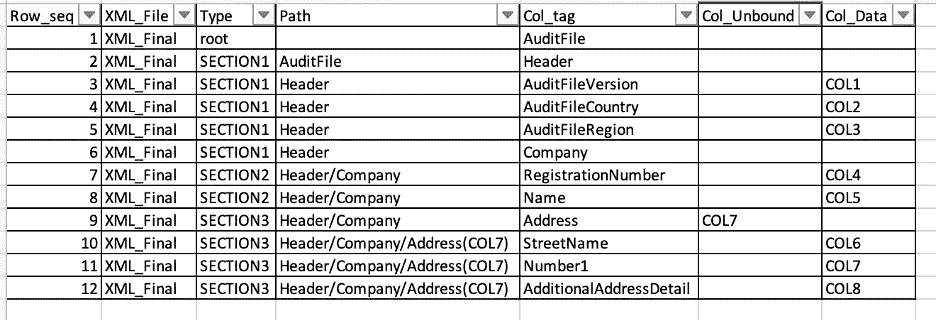 Row_seq XML_File Type Path Col_tag Col_Unbound Col_Data
1 XML_Final root AuditFile
2 XML_Final SECTION1 AuditFile Header
3 XML_Final SECTION1 Header AuditFileVersion COL1
4 XML_Final SECTION1 Header AuditFileCountry COL2
5 XML_Final SECTION1 Header AuditFileRegion COL3
6 XML_Final SECTION1 Header Company
7 XML_Final SECTION2 Header/Company RegistrationNumber COL4
8 XML_Final SECTION2 Header/Company Name COL5
9 XML_Final SECTION3 Header/Company Address COL7
10 XML_Final SECTION3 Header/Company/Address(COL7) StreetName COL6
11 XML_Final SECTION3 Header/Company/Address(COL7) Number1 COL7
12 XML_Final SECTION3 Header/Company/Address(COL7) AdditionalAddressDetail COL8